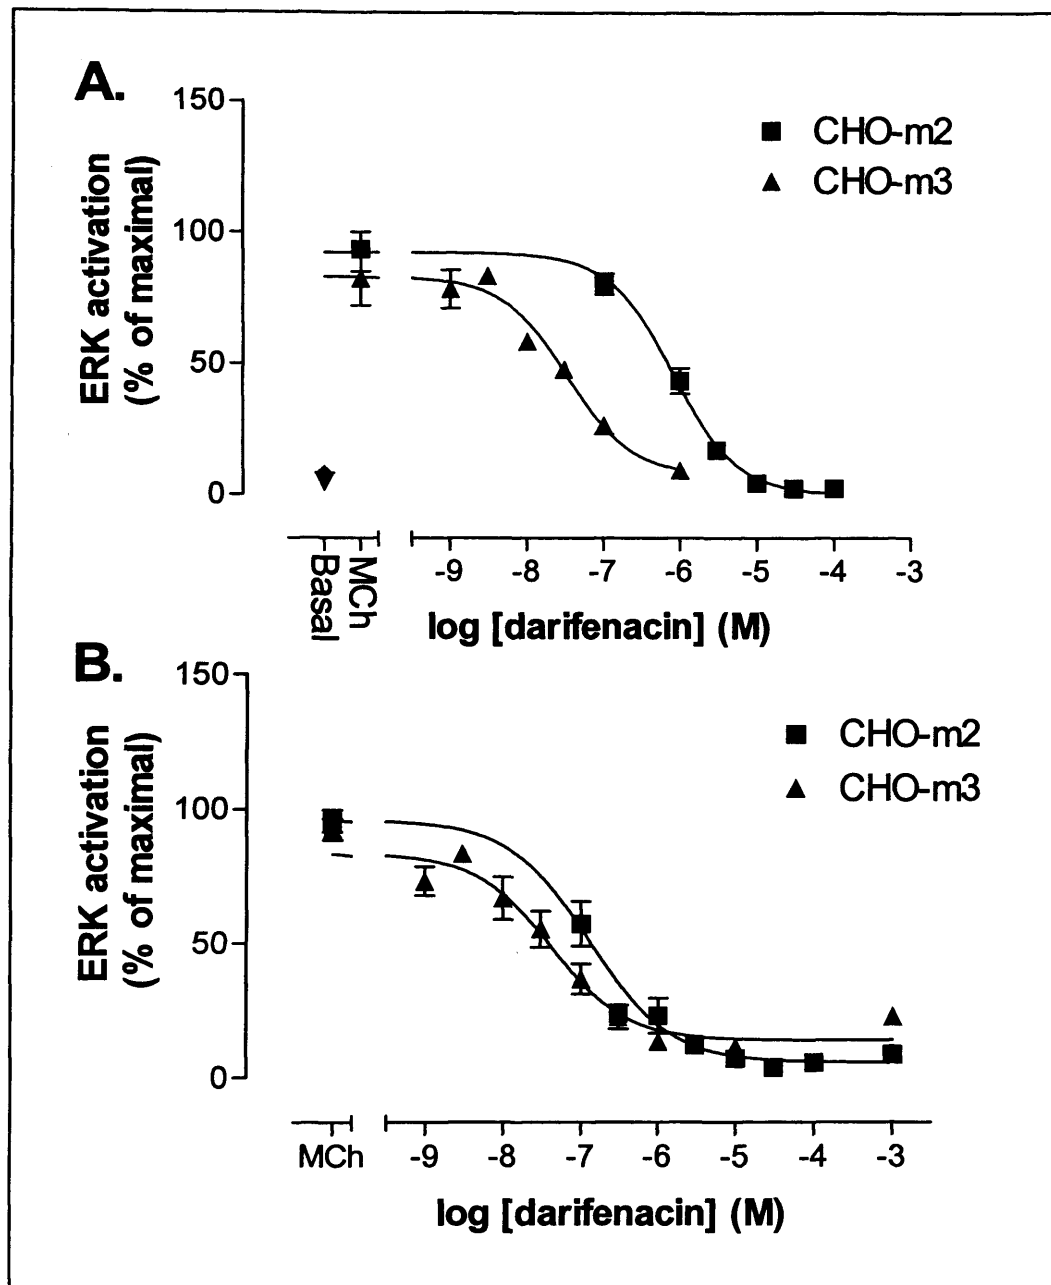 A.
150
100
50
0
ERK activation
(% of maximal)
CHO-m2
CHO-m3
Basal
MCh
-9 -8 -7 -6 -5 -4 -3
log [darifenacin] (M)
B.
150
100
50
0
ERK activation
(% of maximal)
CHO-m2
CHO-m3
MCh -9 -8 -7 -6 -5 -4 -3
log [darifenacin] (M)